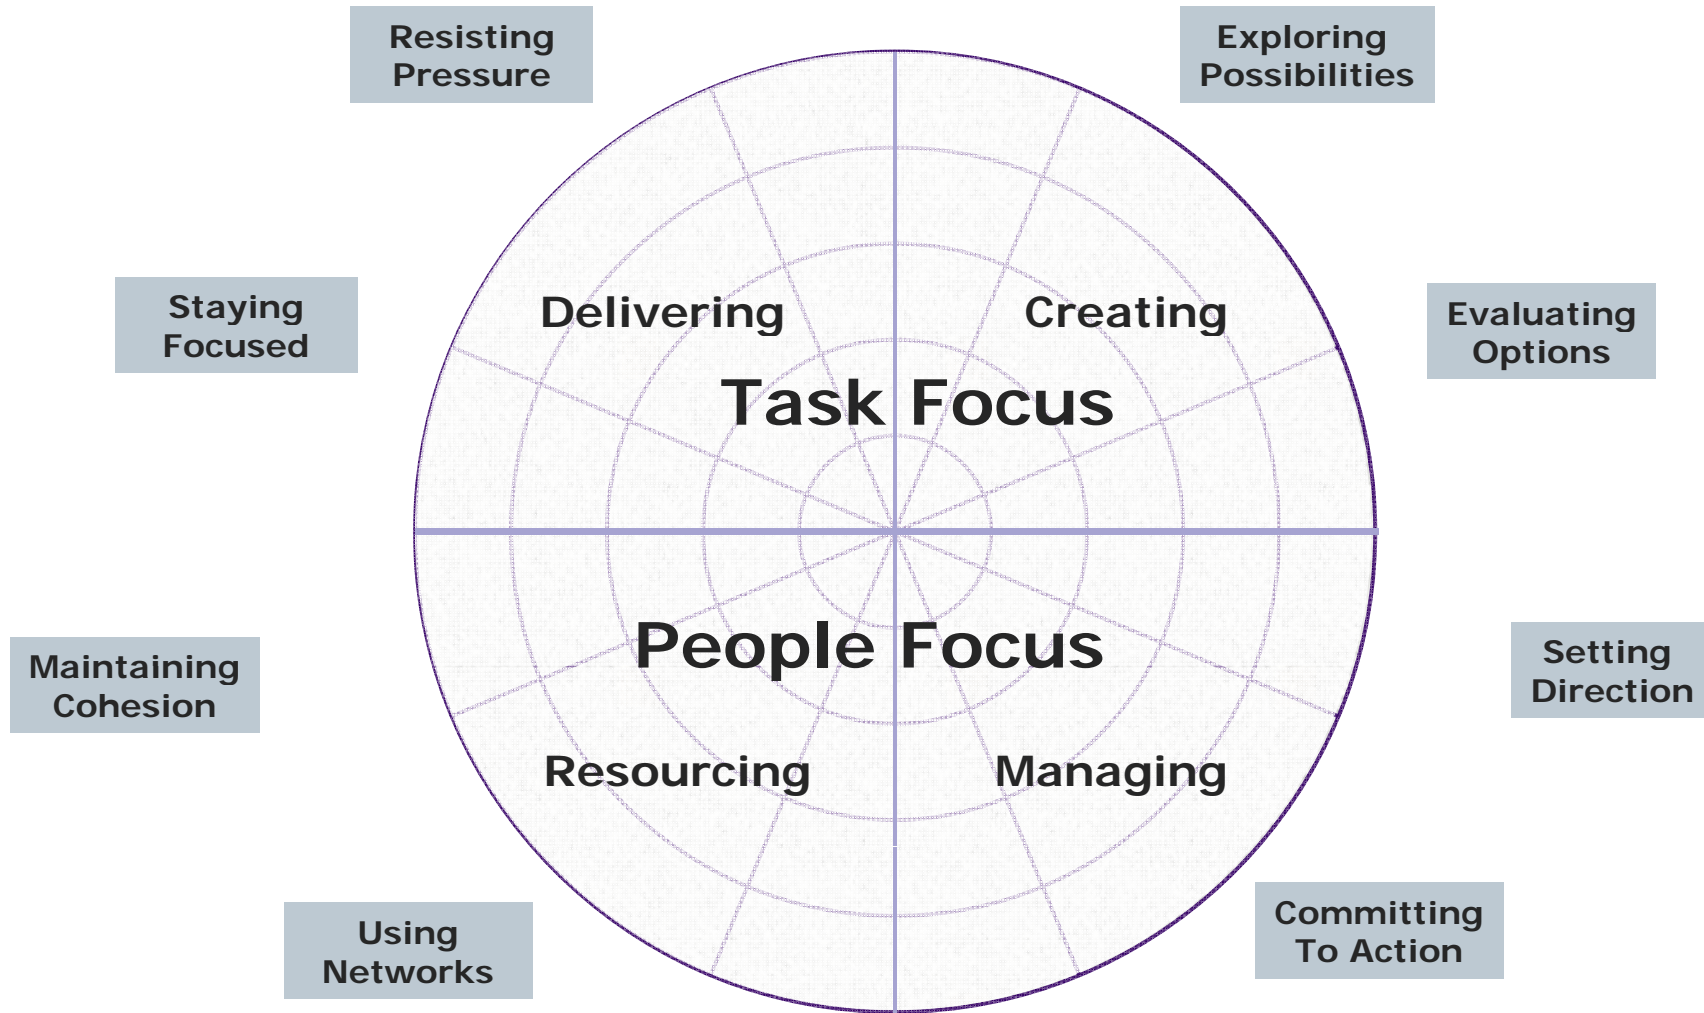 Resisting
Pressure
Exploring
Possibilities
Staying
Focused
Delivering
Creating
Evaluating
Options
Task Focus
People Focus
Maintaining
Cohesion
Setting
Direction
Resourcing
Managing
Using
Networks
Committing
To Action